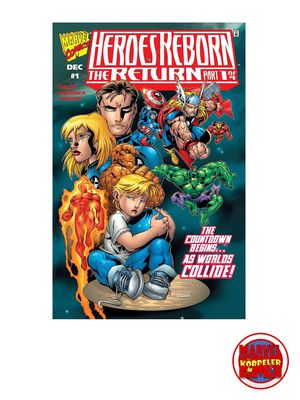 MARVEL
COMICS
DEC
#1
HEROES REBORN
THE RETURN
PART 1 OF 4
THE
COUNTDOWN
BEGINS...
AS WORLDS
COLLIDE!
MARVEL
KÖRPELER